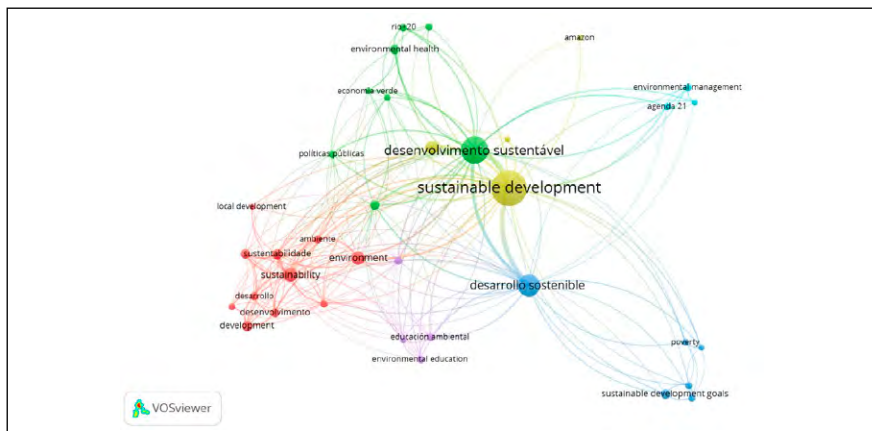 rio+20
environmental health
amazon
economia verde
environmental management
agenda 21
desenvolvimento sustentável
políticas públicas
sustainable development
local development
ambiente
sustentabilidade
environment
sustainability
desarrollo sostenible
desarrollo
desenvolvimento
development
educación ambiental
poverty
environmental education
sustainable development goals
VOSviewer